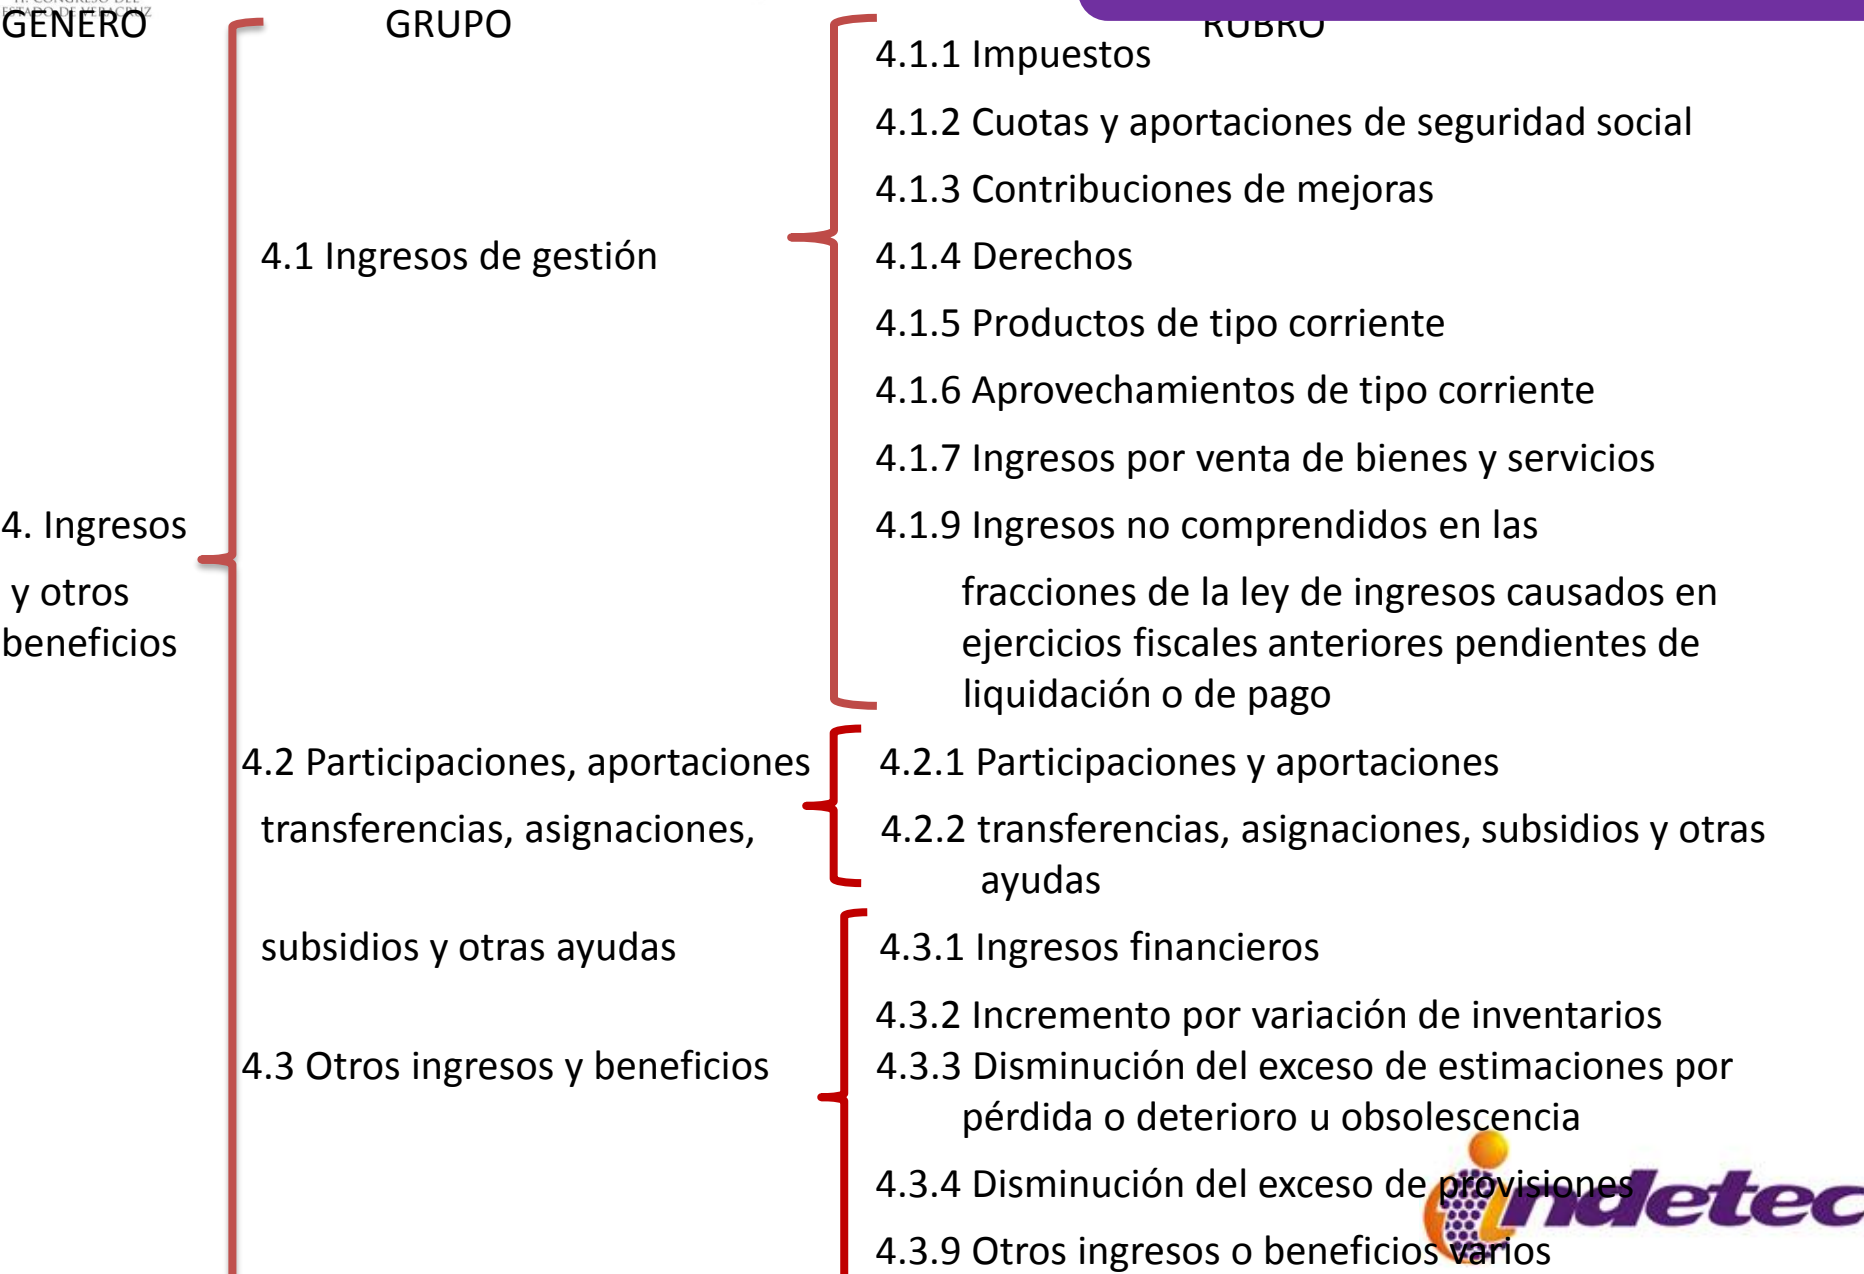 ESTADO DE VERACRUZ
GENERO
GRUPO
RUBRO
4.1.1 Impuestos
4.1.2 Cuotas y aportaciones de seguridad social
4.1.3 Contribuciones de mejoras
4.1 Ingresos de gestión
4.1.4 Derechos
4.1.5 Productos de tipo corriente
4.1.6 Aprovechamientos de tipo corriente
4.1.7 Ingresos por venta de bienes y servicios
4. Ingresos
y otros
beneficios
4.1.9 Ingresos no comprendidos en las
fracciones de la ley de ingresos causados en
ejercicios fiscales anteriores pendientes de
liquidación o de pago
4.2 Participaciones, aportaciones
transferencias, asignaciones,
subsidios y otras ayudas
4.2.1 Participaciones y aportaciones
4.2.2 transferencias, asignaciones, subsidios y otras
ayudas
4.3 Otros ingresos y beneficios
4.3.1 Ingresos financieros
4.3.2 Incremento por variación de inventarios
4.3.3 Disminución del exceso de estimaciones por
pérdida o deterioro u obsolescencia
4.3.4 Disminución del exceso de provisiones
4.3.9 Otros ingresos o beneficios varios
indetec